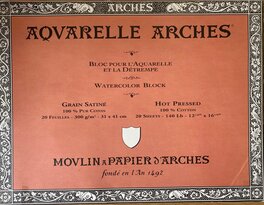 ARCHES ARCHES
AQVARELLE ARCHES®
BLOC POUR L'AQUARELLE
ET LA DÉTREMPE
WATERCOLOR BLOCK
GRAIN SATINÉ
100 % PUR COTON
20 FEUILLES - 300 g/m² - 31 x 41 cm
HOT PRESSED
100 % COTTON
20 SHEETS - 140 Lb - 12 x 16
MOVLIN À PAPIER D'ARCHES
fondé en l'An 1492